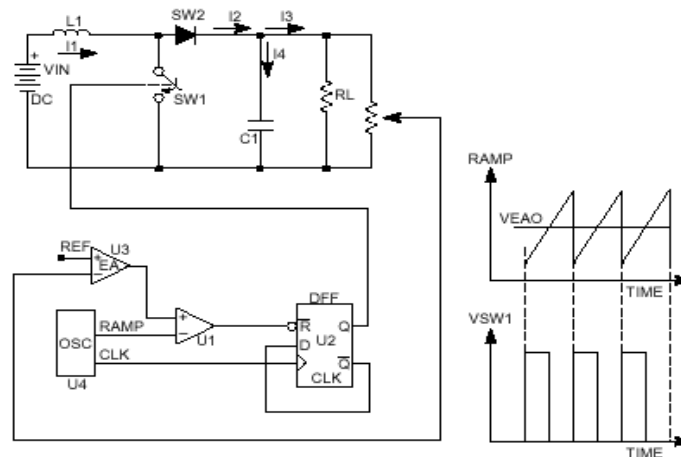 L1
SW2
I2
I3
I1
I4
+
VIN
DC
SW1
C1
RL
RAMP
VEAO
TIME
VSW1
TIME
REF
U3
+
EA
−
OSC
U4
RAMP
CLK
+
−
U1
DFF
R
Q
D
U2
Q
CLK